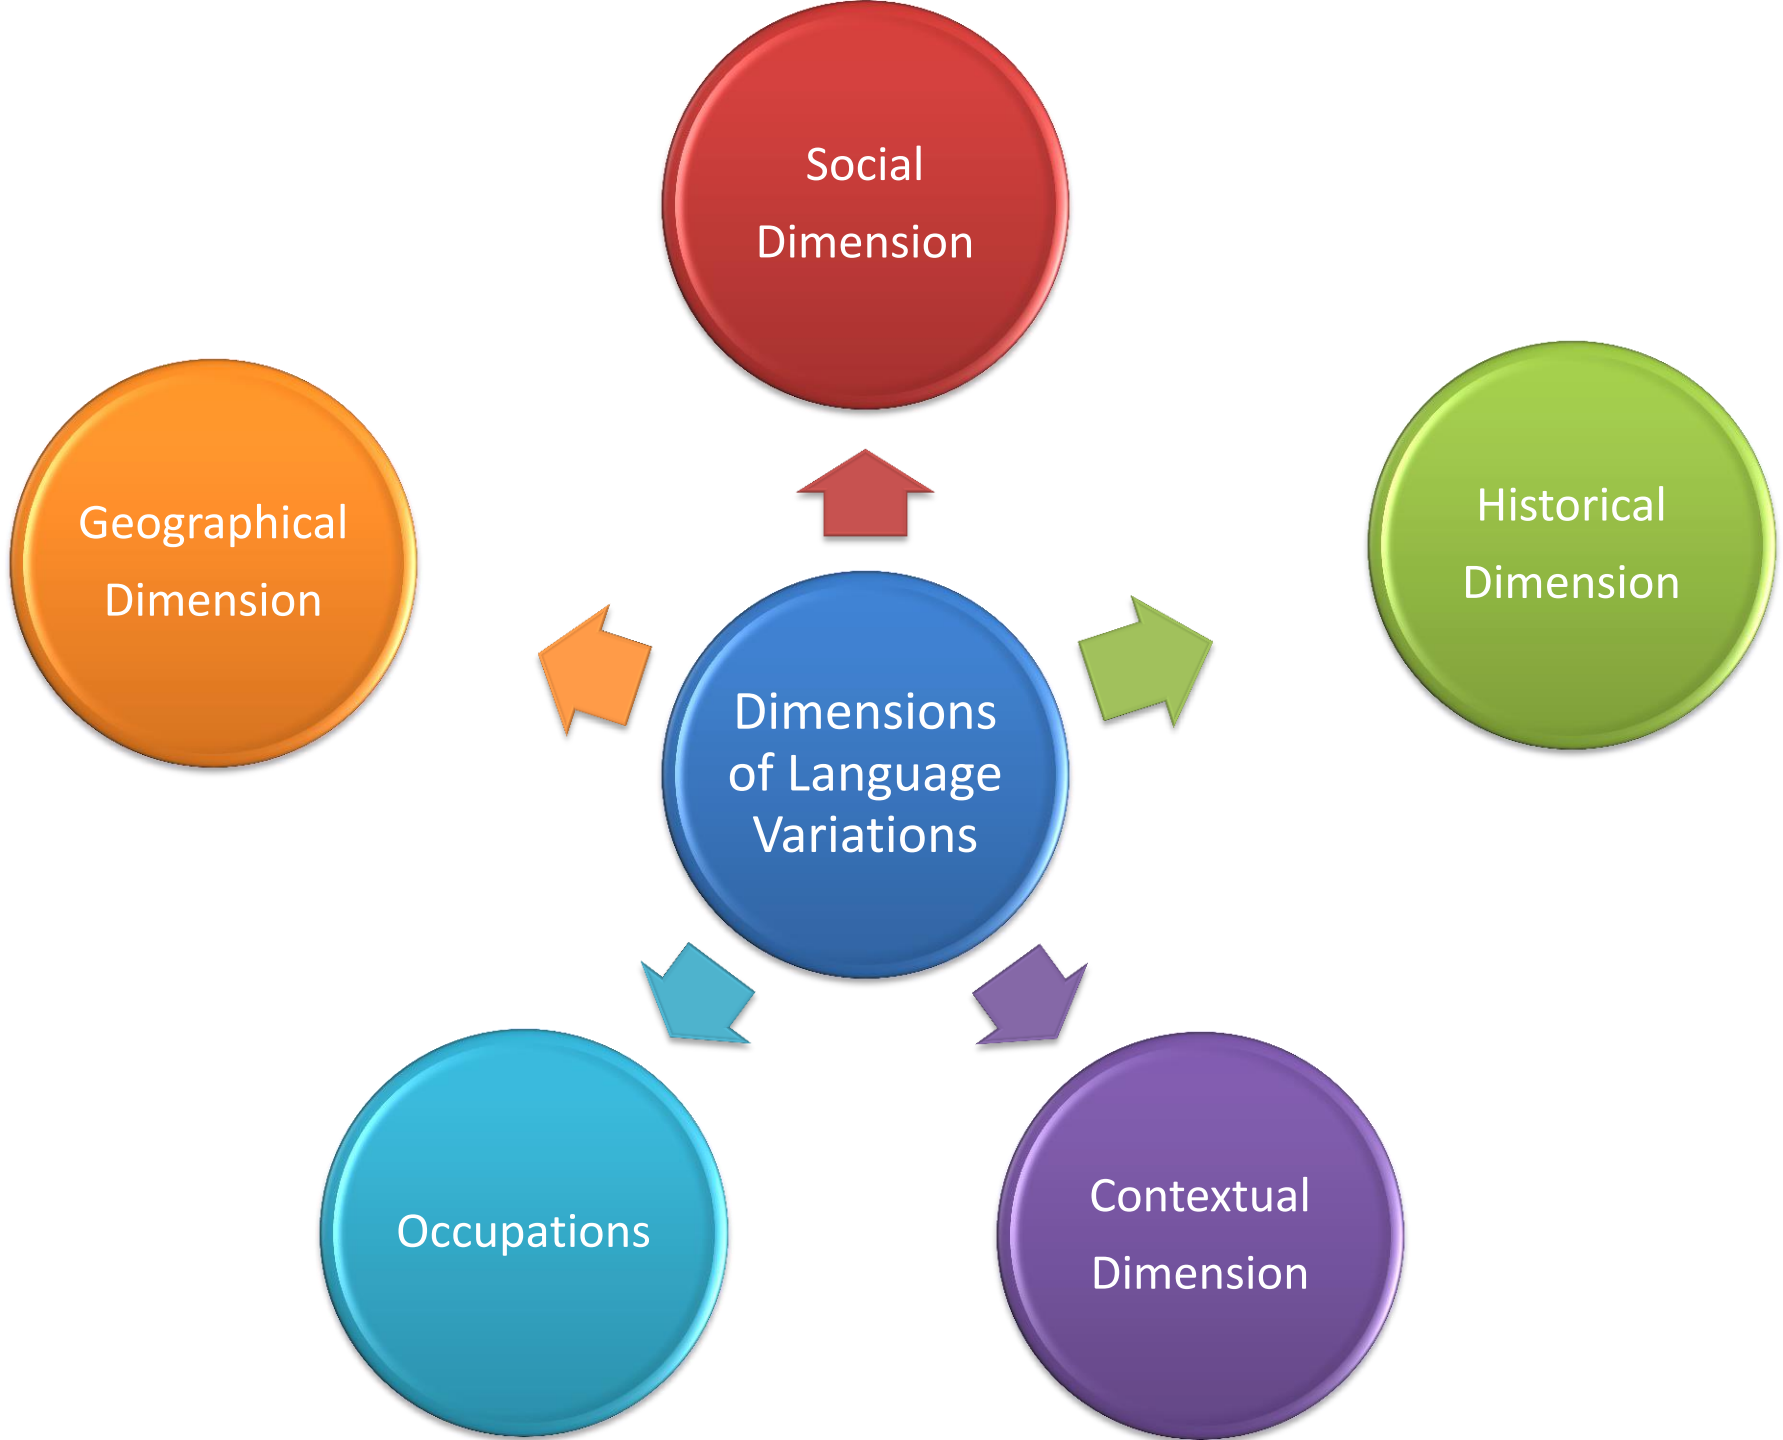 Social
Dimension
Geographical
Dimension
Historical
Dimension
Dimensions
of Language
Variations
Occupations
Contextual
Dimension